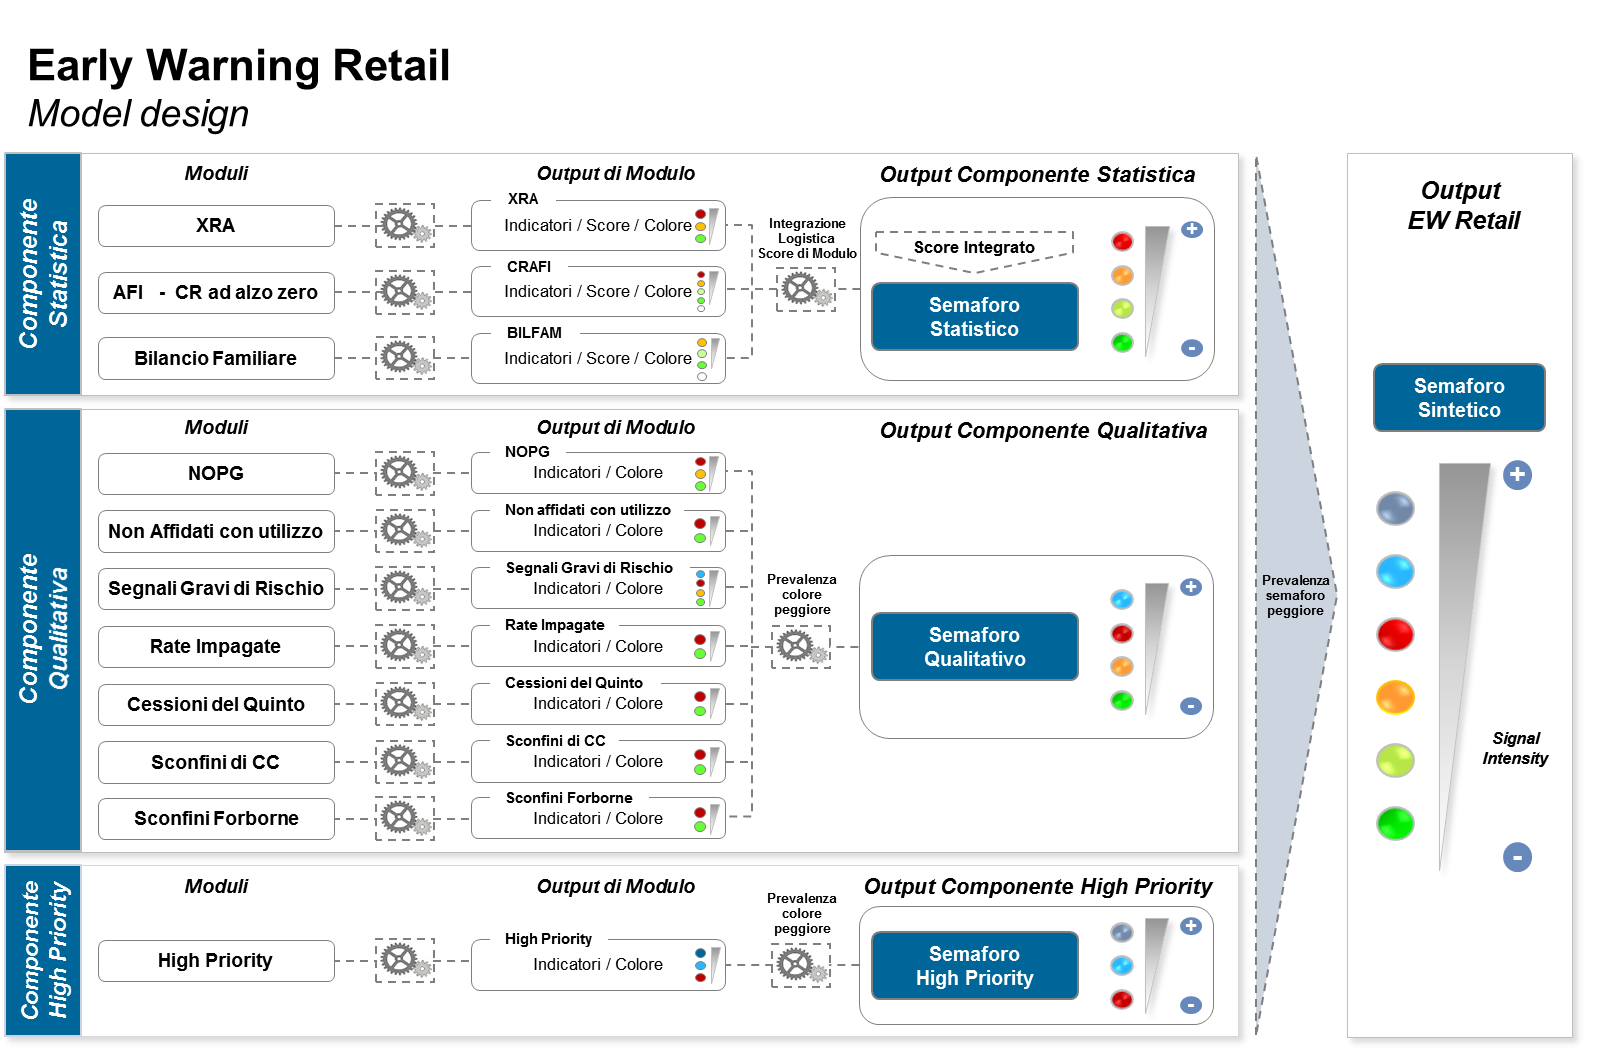 Early Warning Retail
Model design
Componente
Statistica
Moduli
Output di Modulo
Output Componente Statistica
XRA
XRA
Indicatori / Score / Colore
AFI - CR ad alzo zero
CRAFI
Indicatori / Score / Colore
Bilancio Familiare
BILFAM
Indicatori / Score / Colore
Integrazione
Logistica
Score di Modulo
Score Integrato
Semaforo
Statistico
+
-
Componente
Qualitativa
Moduli
Output di Modulo
Output Componente Qualitativa
NOPG
NOPG
Indicatori / Colore
Non Affidati con utilizzo
Non affidati con utilizzo
Indicatori / Colore
Segnali Gravi di Rischio
Segnali Gravi di Rischio
Indicatori / Colore
Rate Impagate
Rate Impagate
Indicatori / Colore
Cessioni del Quinto
Cessioni del Quinto
Indicatori / Colore
Sconfini di CC
Sconfini di CC
Indicatori / Colore
Sconfini Forborne
Sconfini Forborne
Indicatori / Colore
Prevalenza
colore
peggiore
Semaforo
Qualitativo
+
-
Componente
High Priority
Moduli
Output di Modulo
Output Componente High Priority
High Priority
High Priority
Indicatori / Colore
Prevalenza
colore
peggiore
Semaforo
High Priority
+
-
Prevalenza
semaforo
peggiore
Output
EW Retail
Semaforo
Sintetico
+
Signal
Intensity
-